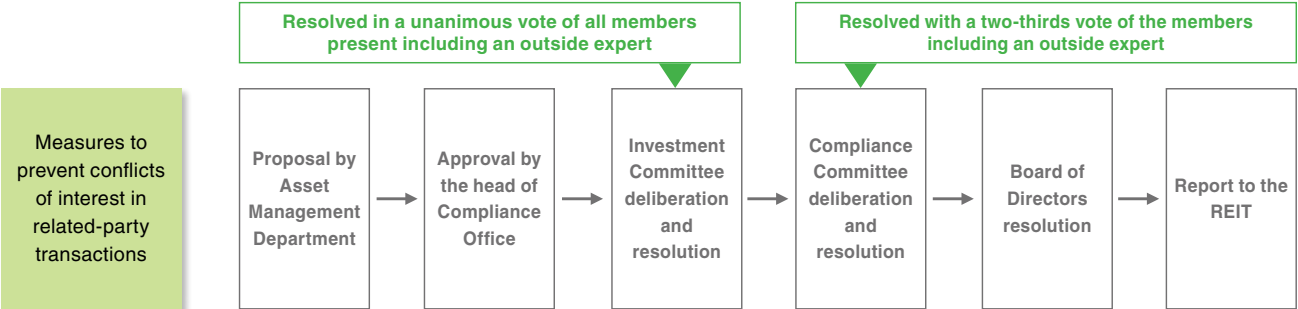 Resolved in a unanimous vote of all members
present including an outside expert
Resolved with a two-thirds vote of the members
including an outside expert
Measures to
prevent conflicts
of interest in
related-party
transactions
Proposal by
Asset
Management
Department
Approval by
the head of
Compliance
Office
Investment
Committee
deliberation
and
resolution
Compliance
Committee
deliberation
and
resolution
Board of
Directors
resolution
Report to the
REIT